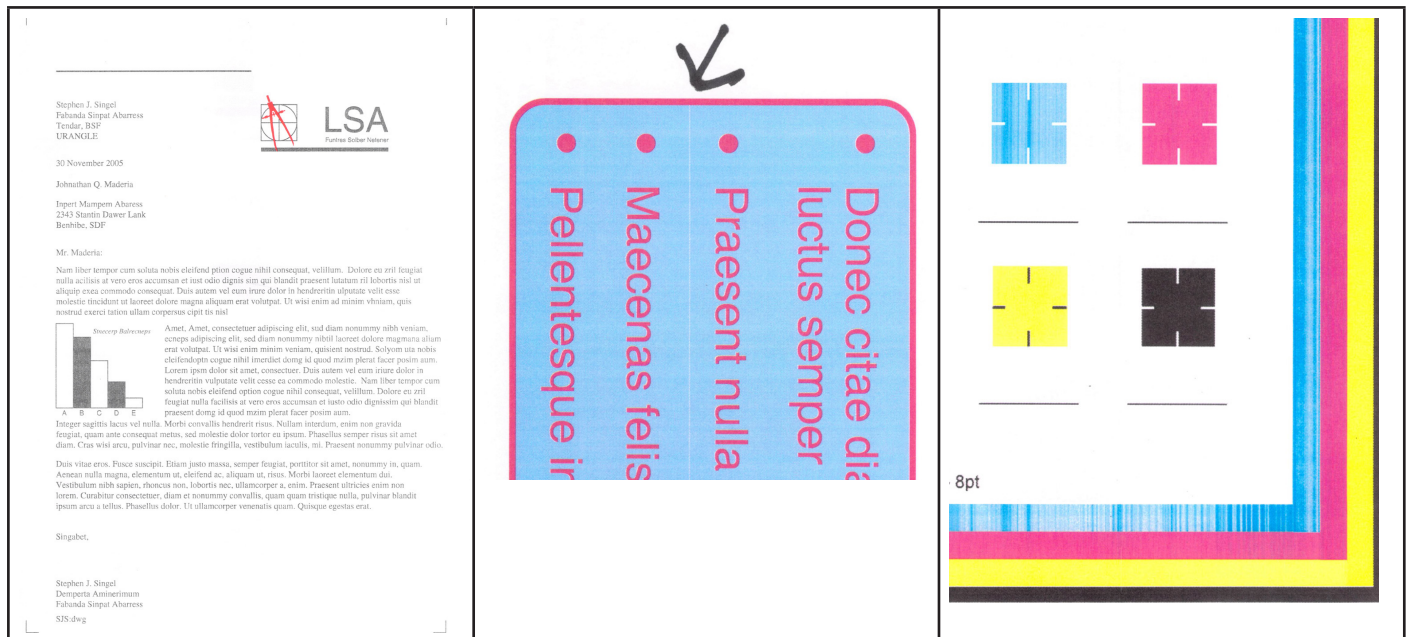 Stephen J. Singel
Fabanda Sinpat Abarress
Tendar, BSF
URANGLE
LSA
Funtres Bolber Nelener
30 November 2005
Johnathan Q. Maderia
Inpert Mampern Abaress
2343 Stantin Dawer Lank
Benhibe, SDF
Mr. Maderia:
Nam liber tempor cum soluta nobis eleifend ption cogue nihil consequat, velillum. Dolore eu zril feugiat
nulla acilisis at vero eros accumsan et iust odio dignis sim qui blandit praesent lutatum ril lobortis nisl ut
aliquip exea commodo consequat. Duis autem vel eum irure dolor in hendreritin ulputate velit esse
molestie tincidunt ut laoreet dolore magna aliquam erat volutpat. Ut wisi enim ad minim vhniam, quis
nostrud exerci tation ullam corpersus cipit tis nisl
Sinecerp Balrecneps
A B C D E
Amet, Amet, consectetuer adipiscing elit, sud diam nonummy nibh veniam,
ecneps adipiscing elit, sed diam nonummy nibtil laoreet dolore magmana aliam
erat volutpat. Ut wisi enim minim veniam, quisient nostrud. Solyom uta nobis
eleifendoptn cogue nihil imerdiet domg id quod mzim plerat facer posim aum.
Lorem ipsm dolor sit amet, consectuer. Duis autem vel eum iriure dolor in
hendreritin vulputate velit cesse ea commodo molestie. Nam liber tempor cum
soluta nobis eleifend option cogue nihil consequat, velillum. Dolore eu zril
feugiat nulla facilisis at vero eros accumsan et iusto odio dignissim qui blandit
praesent domg id quod mzim plerat facer posim aum.
Integer sagittis lacus vel nulla. Morbi convallis hendrerit risus. Nullam interdum, enim non gravida
feugiat, quam ante consequat metus, sed molestie dolor tortor eu ipsum. Phasellus semper risus sit amet
diam. Cras wisi arcu, pulvinar nec, molestie fringilla, vestibulum iaculis, mi. Praesent nonummy pulvinar odio.
Duis vitae eros. Fusce suscipit. Etiam justo massa, semper feugiat, porttitor sit amet, nonummy in, quam.
Aenean nulla magna, elementum ut, eleifend ac, aliquam ut, risus. Morbi laoreet elementum dui.
Vestibulum nibh sapien, rhoncus non, lobortis nec, ullamcorper a, enim. Praesent ultricies enim non
lorem. Curabitur consectetuer, diam et nonummy convallis, quam quam tristique nulla, pulvinar blandit
ipsum arcu a tellus. Phasellus dolor. Ut ullamcorper venenatis quam. Quisque egestas erat.
Singabet,
Stephen J. Singel
Demperta Aminerimum
Fabanda Sinpat Abarress
SJS:dwg
Donec citae dia
luctus semper
Praesent nulla
Maecenas felis
Pellentesque in
8pt